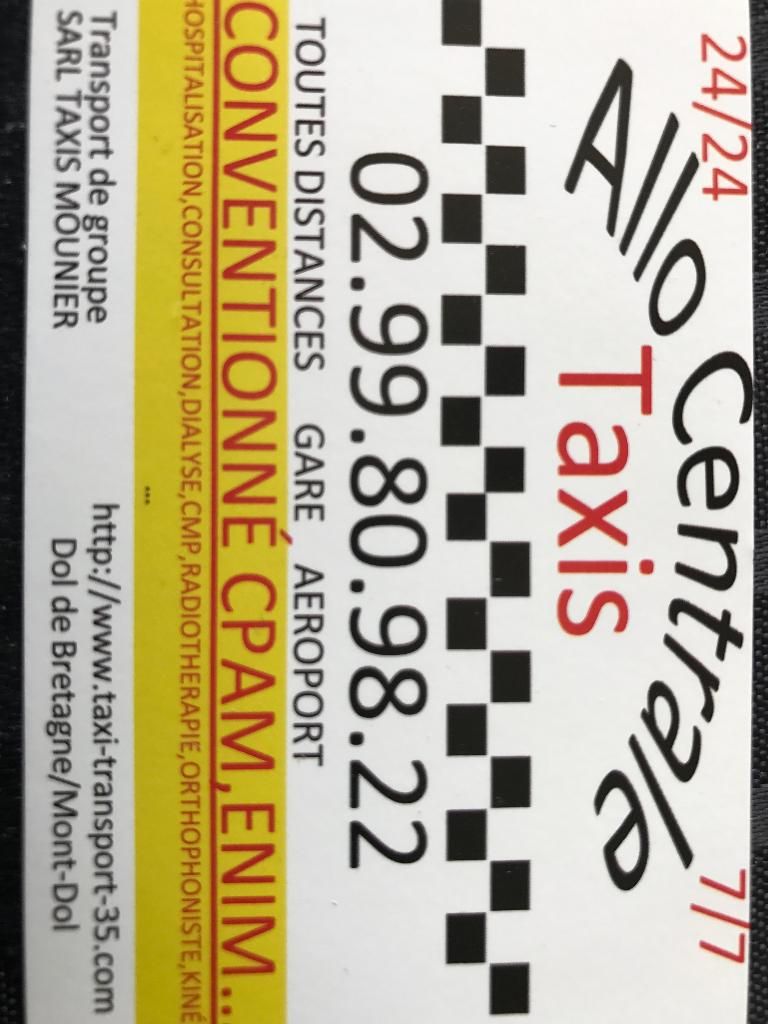 24/24 7/7
Allo Centrale
Taxis
02.99.80.98.22
TOUTES DISTANCES GARE AEROPORT
CONVENTIONNÉ CPAM,ENIM...
HOSPITALISATION,CONSULTATION,DIALYSE,CMP,RADIOTHERAPIE,ORTHOPHONISTE,KINÉ
...
Transport de groupe http://www.taxi-transport-35.com
SARL TAXIS MOUNIER Dol de Bretagne/Mont-Dol